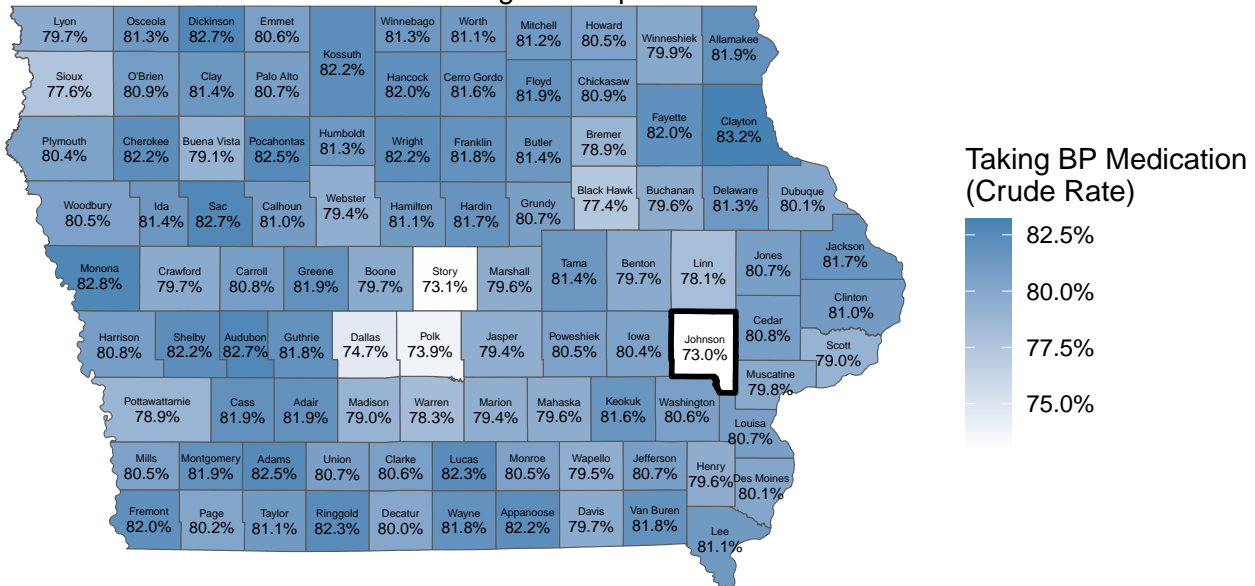 Lyon
79.7%
Osceola
81.3%
Dickinson
82.7%
Emmet
80.6%
Kossuth
82.2%
Winnebago
81.3%
Worth
81.1%
Mitchell
81.2%
Howard
80.5%
Winneshiek
79.9%
Allamakee
81.9%
Sioux
77.6%
O'Brien
80.9%
Clay
81.4%
Palo Alto
80.7%
Hancock
82.0%
Cerro Gordo
81.6%
Floyd
81.9%
Chickasaw
80.9%
Fayette
82.0%
Clayton
83.2%
Plymouth
80.4%
Cherokee
82.2%
Buena Vista
79.1%
Pocahontas
82.5%
Humboldt
81.3%
Wright
82.2%
Franklin
81.8%
Butler
81.4%
Bremer
78.9%
Woodbury
80.5%
Ida
81.4%
Sac
82.7%
Calhoun
81.0%
Webster
79.4%
Hamilton
81.1%
Hardin
81.7%
Grundy
80.7%
Black Hawk
77.4%
Buchanan
79.6%
Delaware
81.3%
Dubuque
80.1%
Monona
82.8%
Crawford
79.7%
Carroll
80.8%
Greene
81.9%
Boone
79.7%
Story
73.1%
Marshall
79.6%
Tama
81.4%
Benton
79.7%
Linn
78.1%
Jones
80.7%
Jackson
81.7%
Clinton
81.0%
Harrison
80.8%
Shelby
82.2%
Audubon
82.7%
Guthrie
81.8%
Dallas
74.7%
Polk
73.9%
Jasper
79.4%
Poweshiek
80.5%
Iowa
80.4%
Johnson
73.0%
Cedar
80.8%
Scott
79.0%
Muscatine
79.8%
Pottawattamie
78.9%
Cass
81.9%
Adair
81.9%
Madison
79.0%
Warren
78.3%
Marion
79.4%
Mahaska
79.6%
Keokuk
81.6%
Washington
80.6%
Louisa
80.7%
Mills
80.5%
Montgomery
81.9%
Adams
82.5%
Union
80.7%
Clarke
80.6%
Lucas
82.3%
Monroe
80.5%
Wapello
79.5%
Jefferson
80.7%
Henry
79.6%
Des Moines
80.1%
Fremont
82.0%
Page
80.2%
Taylor
81.1%
Ringgold
82.3%
Decatur
80.0%
Wayne
81.8%
Appanoose
82.2%
Davis
79.7%
Van Buren
81.8%
Lee
81.1%
Taking BP Medication
(Crude Rate)
82.5%
80.0%
77.5%
75.0%